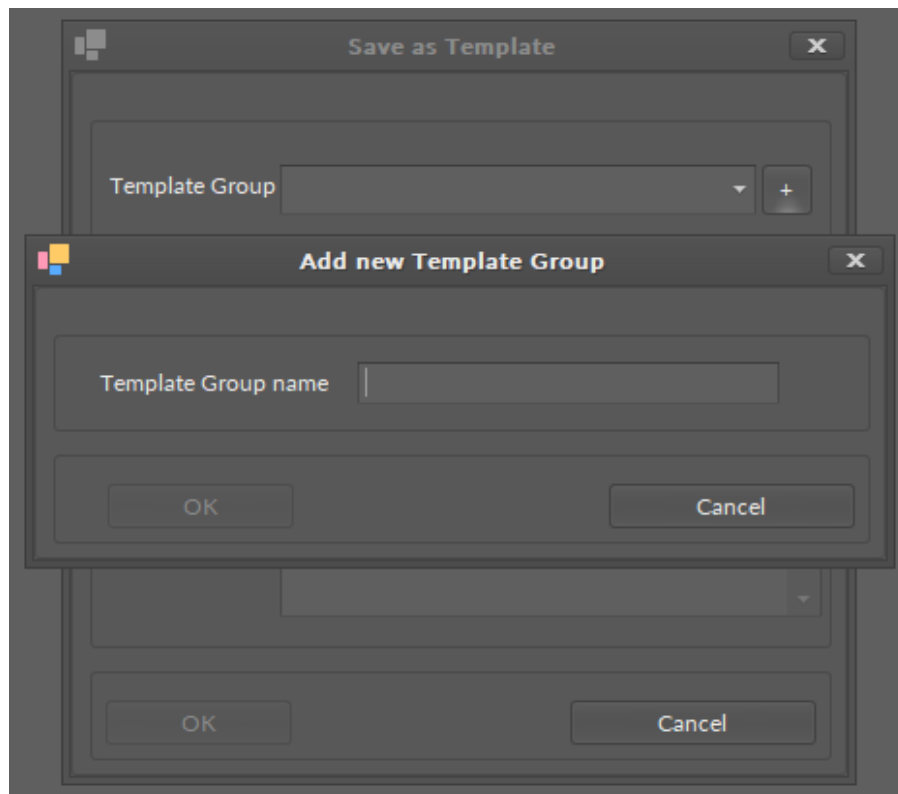 Save as Template
Template Group
+
Add new Template Group
Template Group name
OK Cancel
OK Cancel